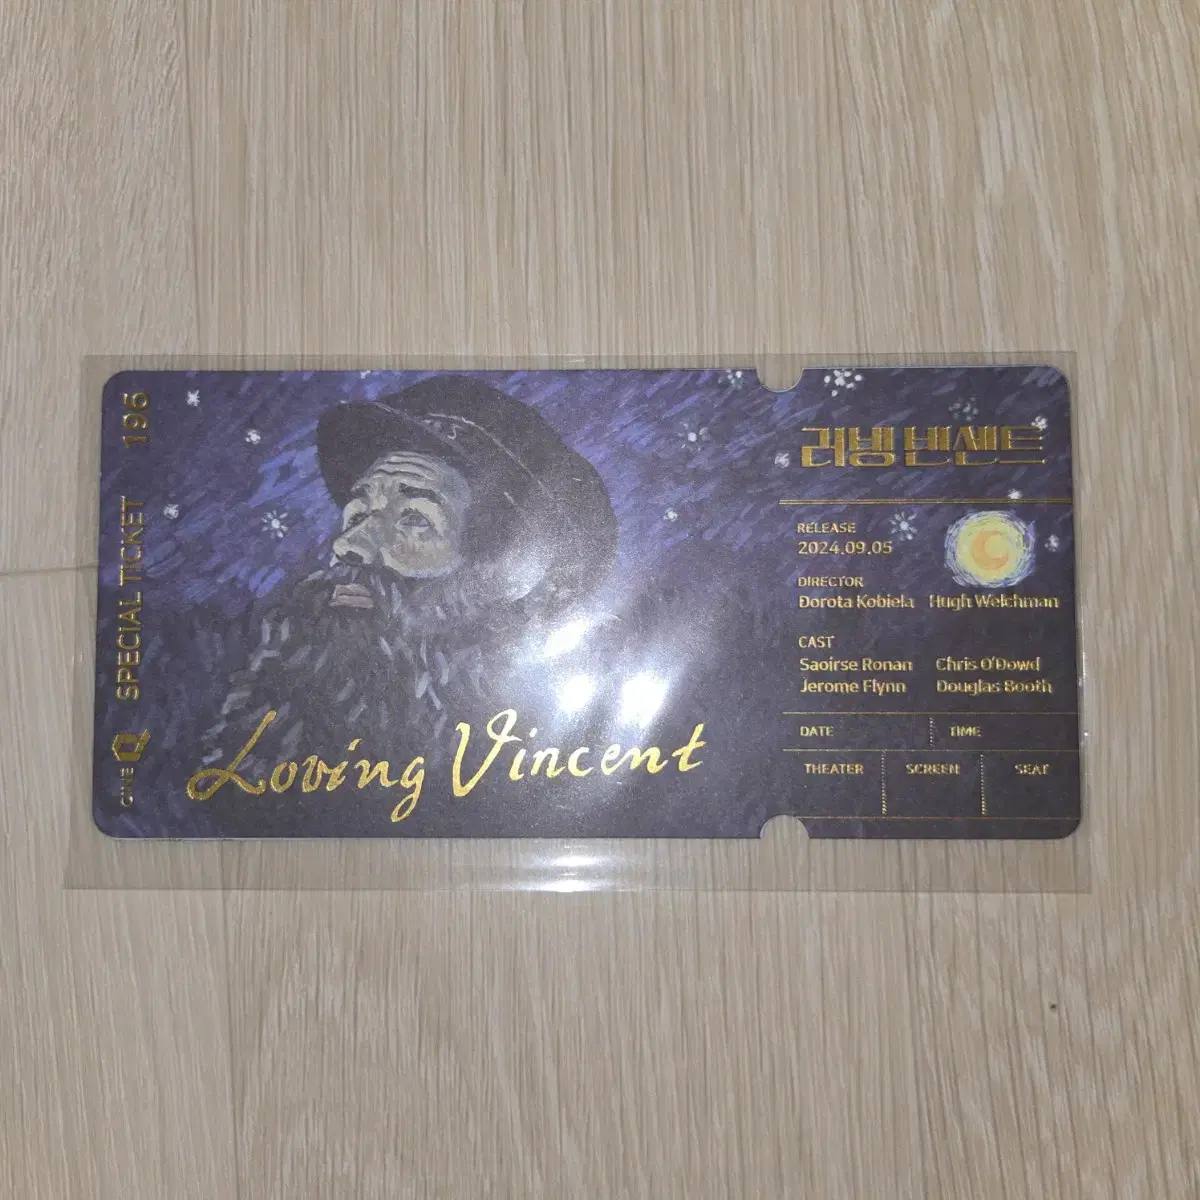 CINE Q SPECIAL TICKET 196
Loving Vincent
러빙 빈센트
RELEASE
2024.09.05
DIRECTOR
Dorota Kobiela Hugh Welchman
CAST
Saoirse Ronan Chris O'Dowd
Jerome Flynn Douglas Booth
DATE TIME
THEATER SCREEN SEAT